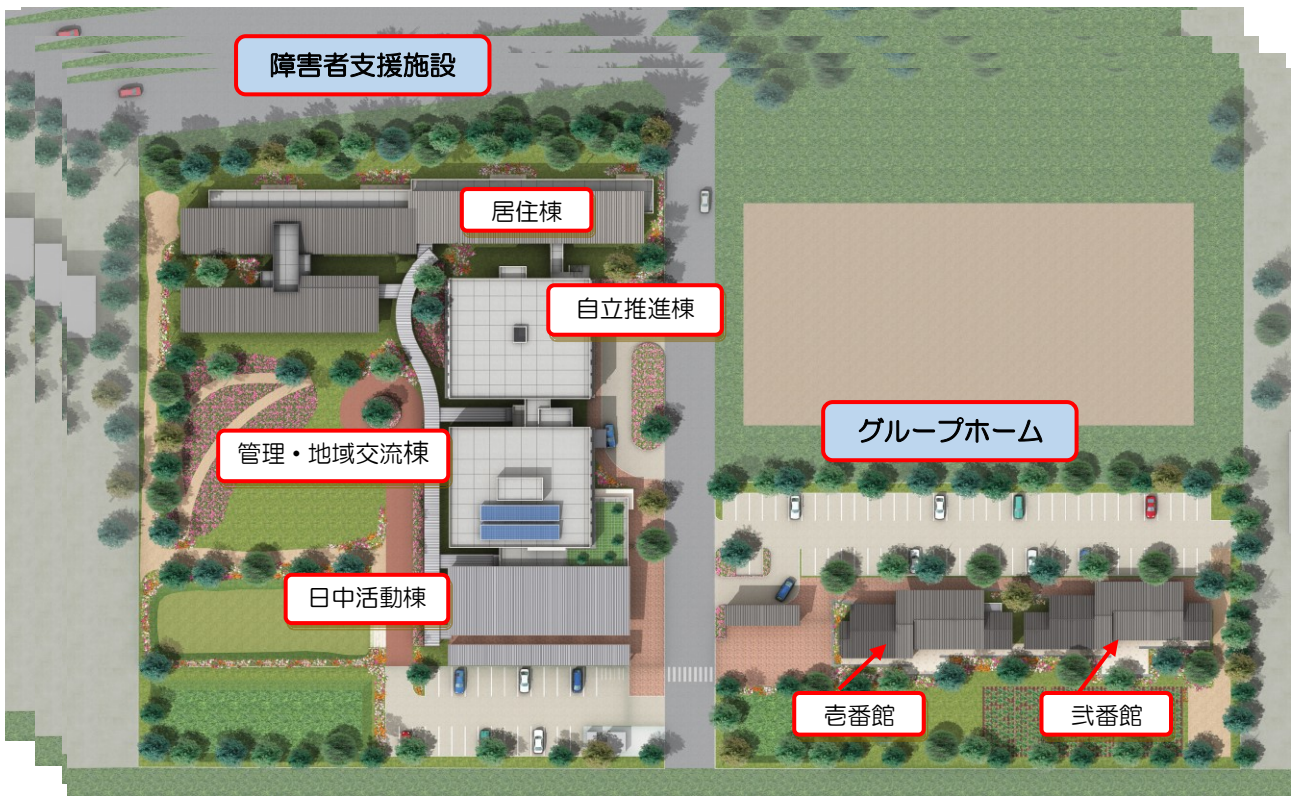 障害者支援施設
居住棟
自立推進棟
グループホーム
管理・地域交流棟
日中活動棟
壱番館
弐番館